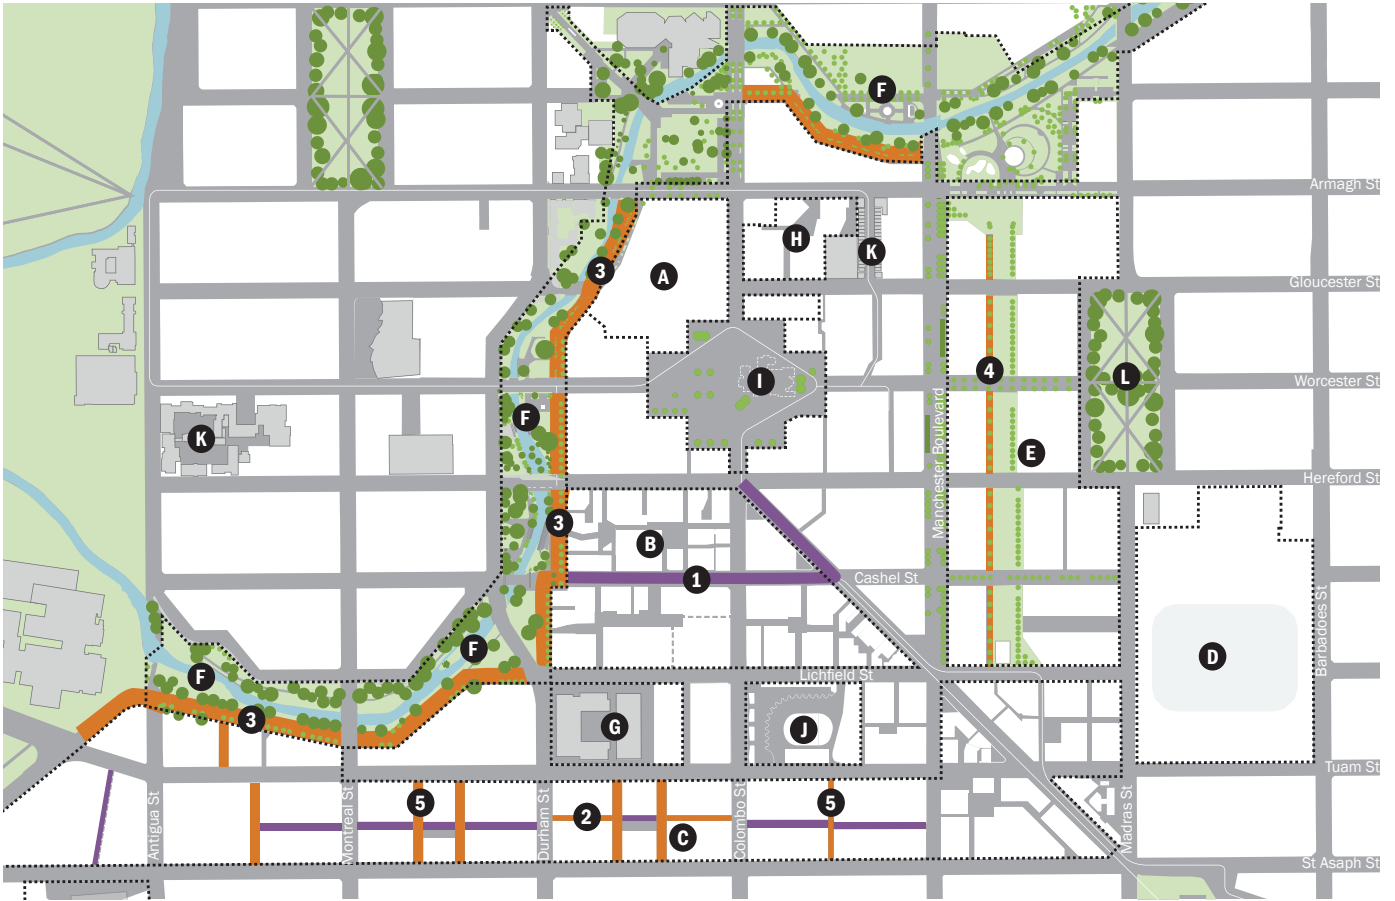 F
Armagh St
H
K
3
A
Gloucester St
I
4
L
Worcester St
F
K
E
Manchester Boulevard
Hereford St
3
B
1
Cashel St
Barbadoes St
F
D
F
Lichfield St
3
G
J
Tuam St
5
5
2
C
Antigua St
Montreal St
Durham St
Colombo St
Madras St
St Asaph St